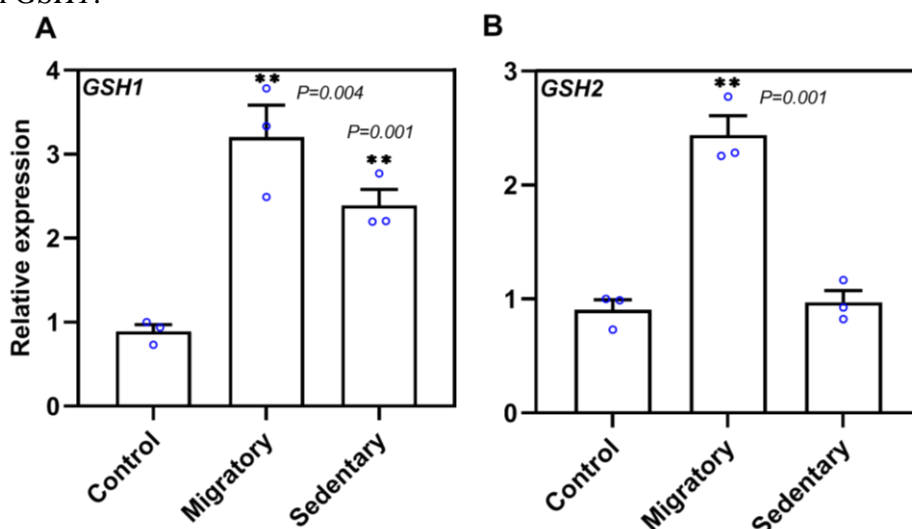 GSH1.
A
B
4
3
2
1
0
Relative expression
GSH1
**
P=0.004
P=0.001
**
Control
Migratory
Sedentary
3
2
1
0
GSH2
**
P=0.001
Control
Migratory
Sedentary